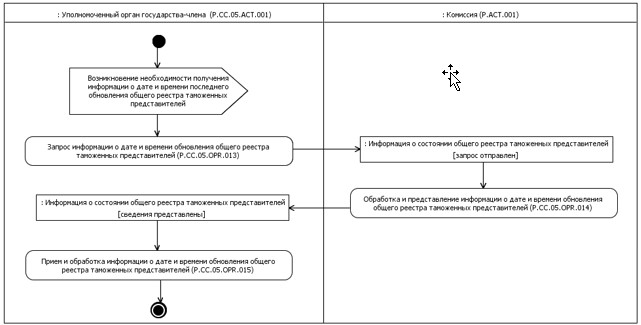 : Уполномоченный орган государства-члена (P.CC.05.ACT.001)
: Комиссия (P.ACT.001)
Возникновение необходимости получения
информации о дате и времени последнего
обновления общего реестра таможенных
представителей
Запрос информации о дате и времени обновления общего реестра
таможенных представителей (P.CC.05.OPR.013)
: Информация о состоянии общего реестра таможенных представителей
[запрос отправлен]
Обработка и представление информации о дате и времени обновления
общего реестра таможенных представителей (P.CC.05.OPR.014)
: Информация о состоянии общего реестра таможенных представителей
[сведения представлены]
Прием и обработка информации о дате и времени обновления общего
реестра таможенных представителей (P.CC.05.OPR.015)